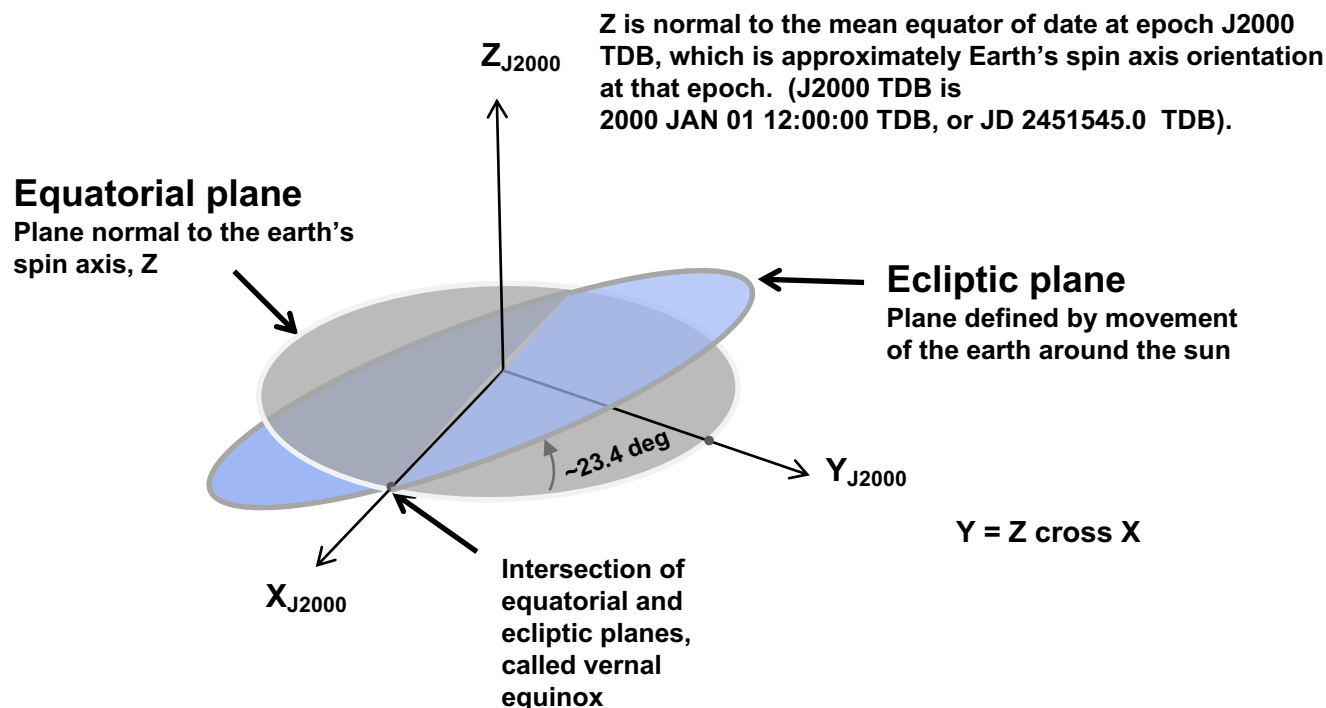 Z is normal to the mean equator of date at epoch J2000
TDB, which is approximately Earth’s spin axis orientation
at that epoch.  (J2000 TDB is
2000 JAN 01 12:00:00 TDB, or JD 2451545.0  TDB).
Z_J2000
Equatorial plane
Plane normal to the earth’s
spin axis, Z
Ecliptic plane
Plane defined by movement
of the earth around the sun
~23.4 deg
Y_J2000
Y = Z cross X
X_J2000
Intersection of
equatorial and
ecliptic planes,
called vernal
equinox